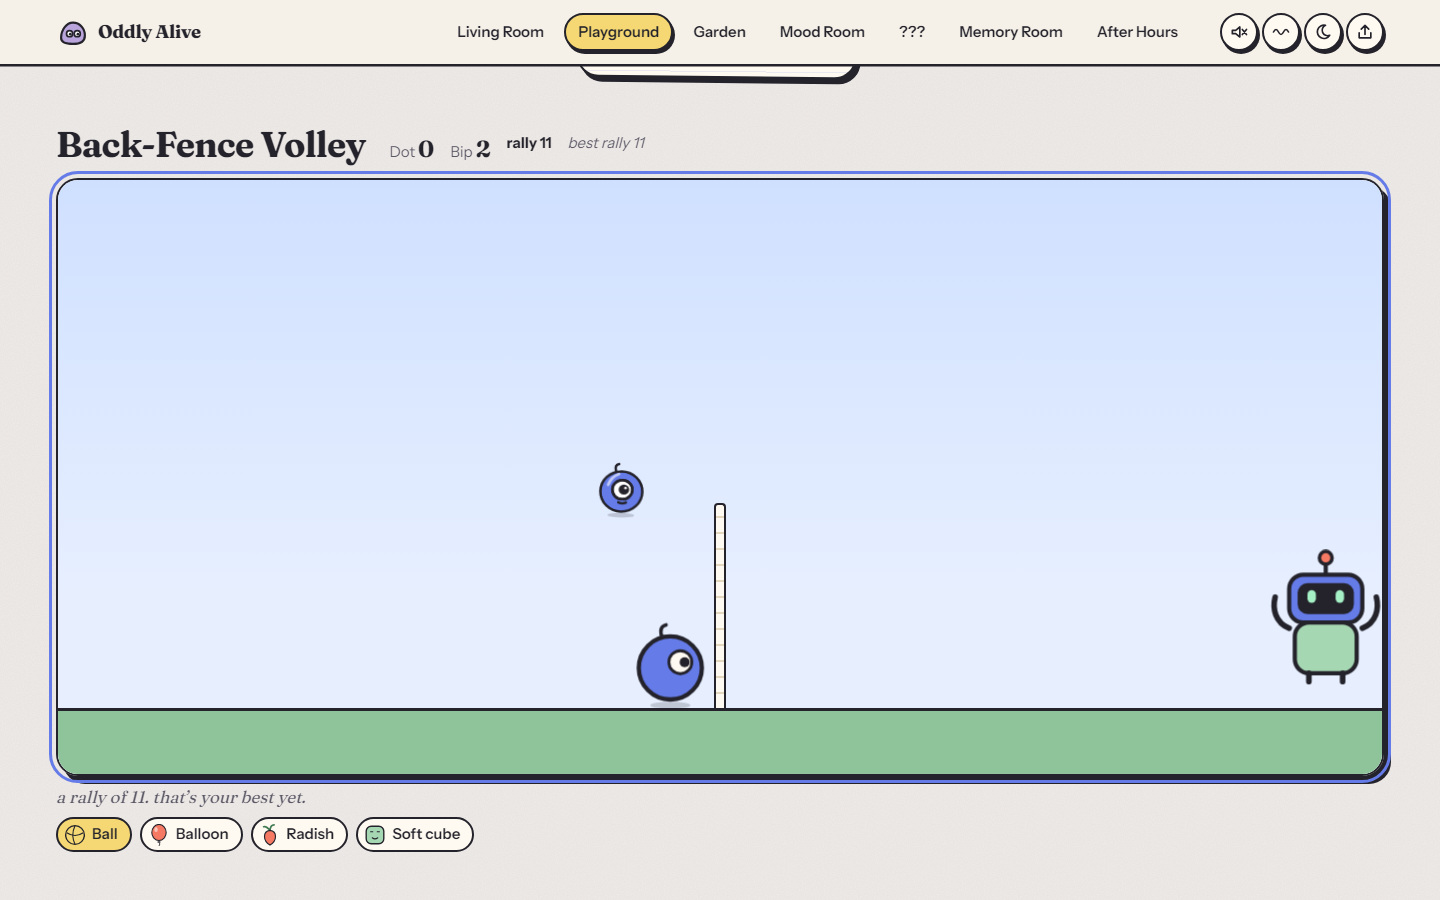 Oddly Alive
Living Room
Playground
Garden
Mood Room
???
Memory Room
After Hours
Back-Fence Volley
Dot 0
Bip 2
rally 11
best rally 11
a rally of 11. that's your best yet.
Ball
Balloon
Radish
Soft cube